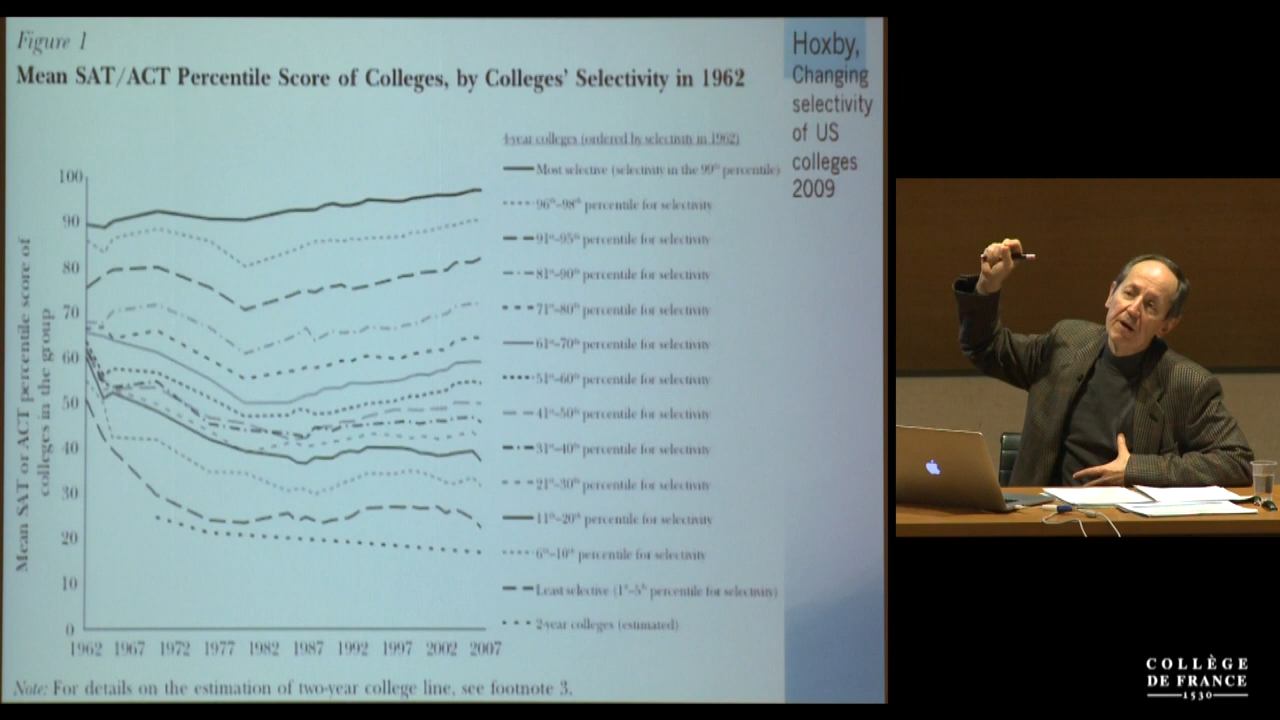 Figure 1
Mean SAT/ACT Percentile Score of Colleges, by Colleges' Selectivity in 1962
Hoxby,
Changing
selectivity
of US
colleges
2009
4-year colleges (ordered by selectivity in 1962)
Most selective (selectivity in the 99th percentile)
96th–98th percentile for selectivity
91st–95th percentile for selectivity
81st–90th percentile for selectivity
71st–80th percentile for selectivity
61st–70th percentile for selectivity
51st–60th percentile for selectivity
41st–50th percentile for selectivity
31st–40th percentile for selectivity
21st–30th percentile for selectivity
11th–20th percentile for selectivity
6th–10th percentile for selectivity
Least selective (1st–5th percentile for selectivity)
2-year colleges (estimated)
Mean SAT or ACT percentile score of
colleges in the group
100
90
80
70
60
50
40
30
20
10
0
1962 1967 1972 1977 1982 1987 1992 1997 2002 2007
Note: For details on the estimation of two-year college line, see footnote 3.
COLLÈGE
DE FRANCE
1530